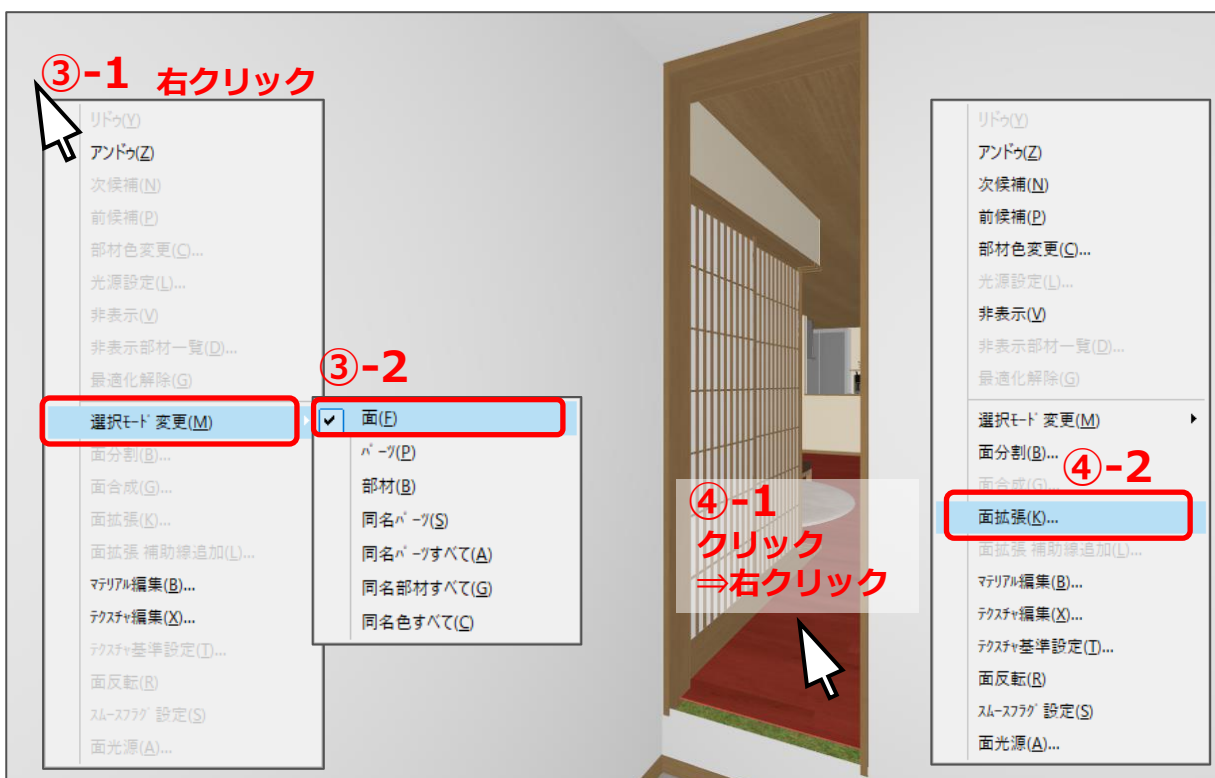 ③-1 右クリック
リドゥ(Y)
アンドゥ(Z)
次候補(N)
前候補(P)
部材色変更(C)...
光源設定(L)...
非表示(V)
非表示部材一覧(D)...
最適化解除(G)
選択ﾓｰﾄﾞ変更(M)
面分割(B)...
面合成(G)...
面拡張(K)...
面拡張 補助線追加(L)...
ﾏﾃﾘｱﾙ編集(B)...
ﾃｸｽﾁｬ編集(X)...
ﾃｸｽﾁｬ基準設定(T)...
面反転(R)
ｽﾑｰｽﾌﾗｸﾞ設定(S)
面光源(A)...
③-2
面(F)
ﾊﾟｰﾂ(P)
部材(B)
同名ﾊﾟｰﾂ(S)
同名ﾊﾟｰﾂすべて(A)
同名部材すべて(G)
同名色すべて(C)
④-1
クリック
⇒右クリック
リドゥ(Y)
アンドゥ(Z)
次候補(N)
前候補(P)
部材色変更(C)...
光源設定(L)...
非表示(V)
非表示部材一覧(D)...
最適化解除(G)
選択ﾓｰﾄﾞ変更(M)
面分割(B)...
④-2
面合成(G)...
面拡張(K)...
面拡張 補助線追加(L)...
ﾏﾃﾘｱﾙ編集(B)...
ﾃｸｽﾁｬ編集(X)...
ﾃｸｽﾁｬ基準設定(T)...
面反転(R)
ｽﾑｰｽﾌﾗｸﾞ設定(S)
面光源(A)...